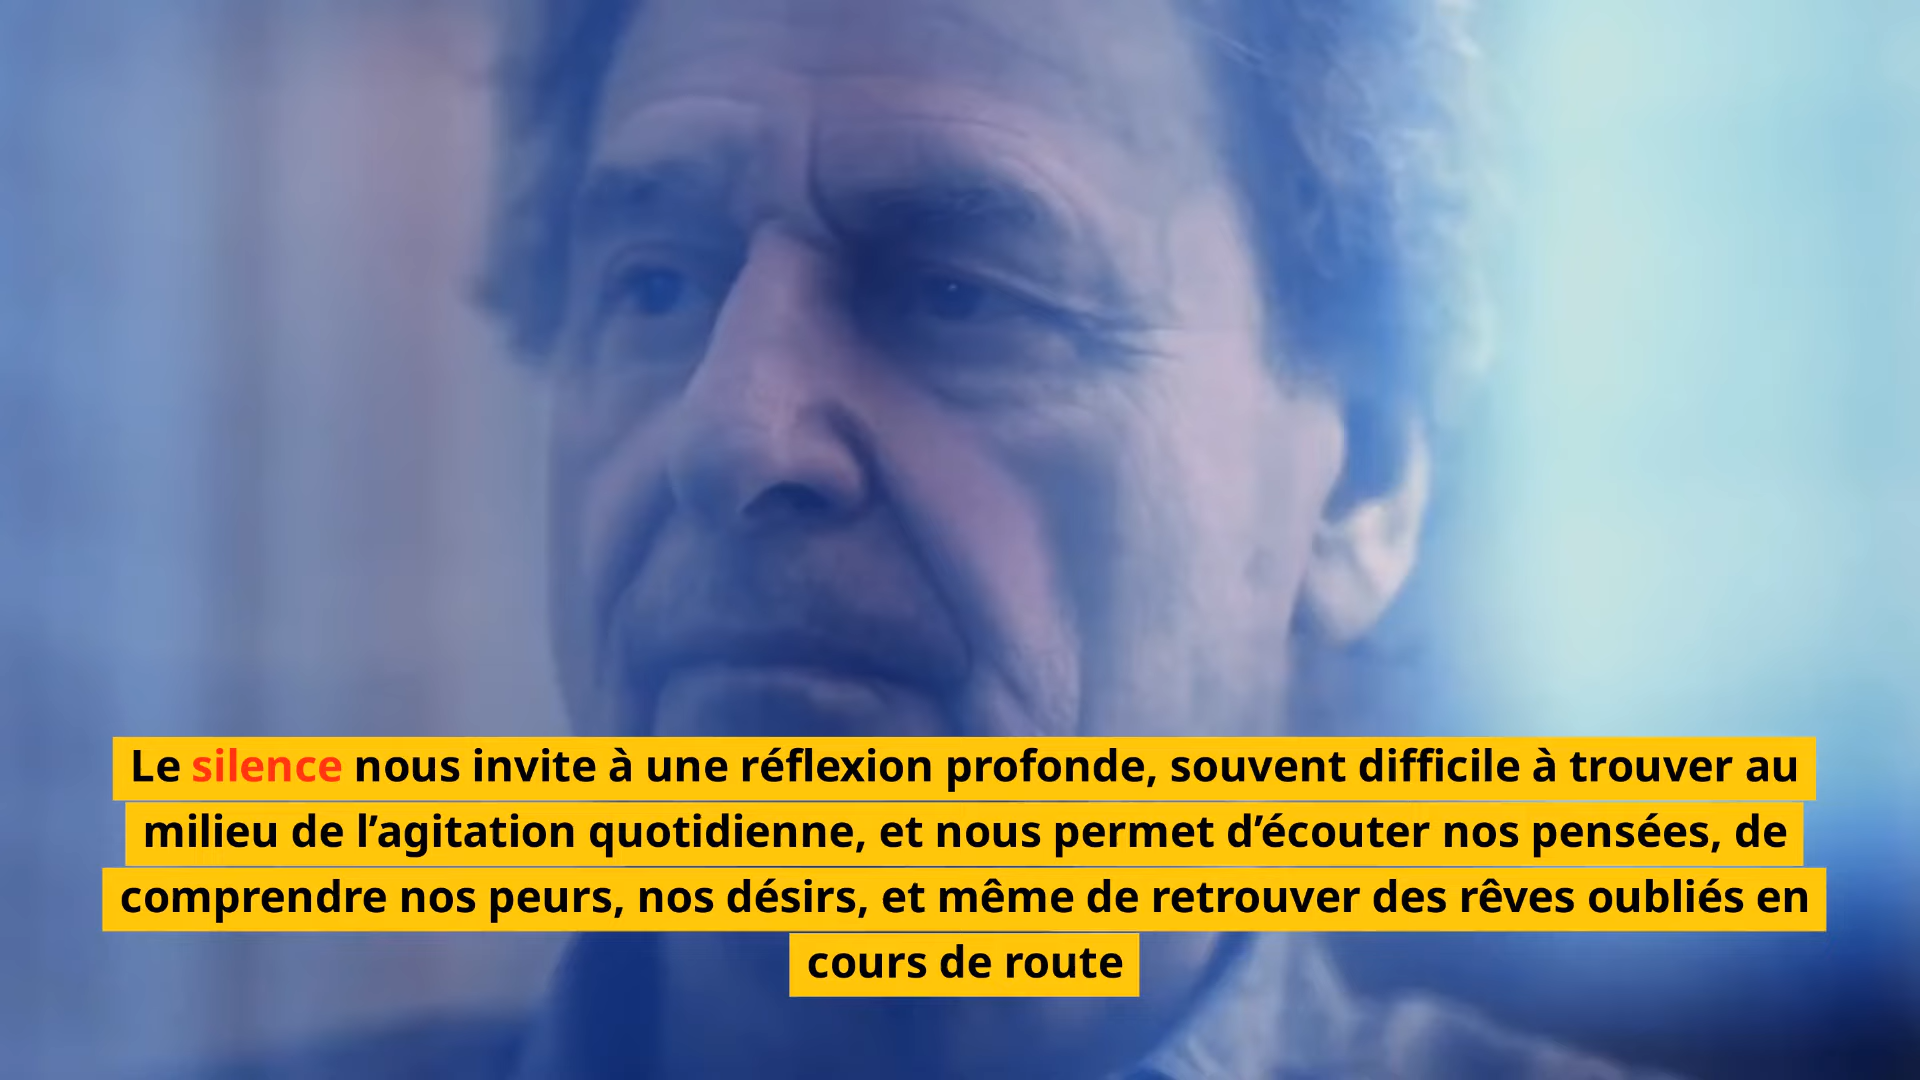 Le silence nous invite à une réflexion profonde, souvent difficile à trouver au
milieu de l’agitation quotidienne, et nous permet d’écouter nos pensées, de
comprendre nos peurs, nos désirs, et même de retrouver des rêves oubliés en
cours de route